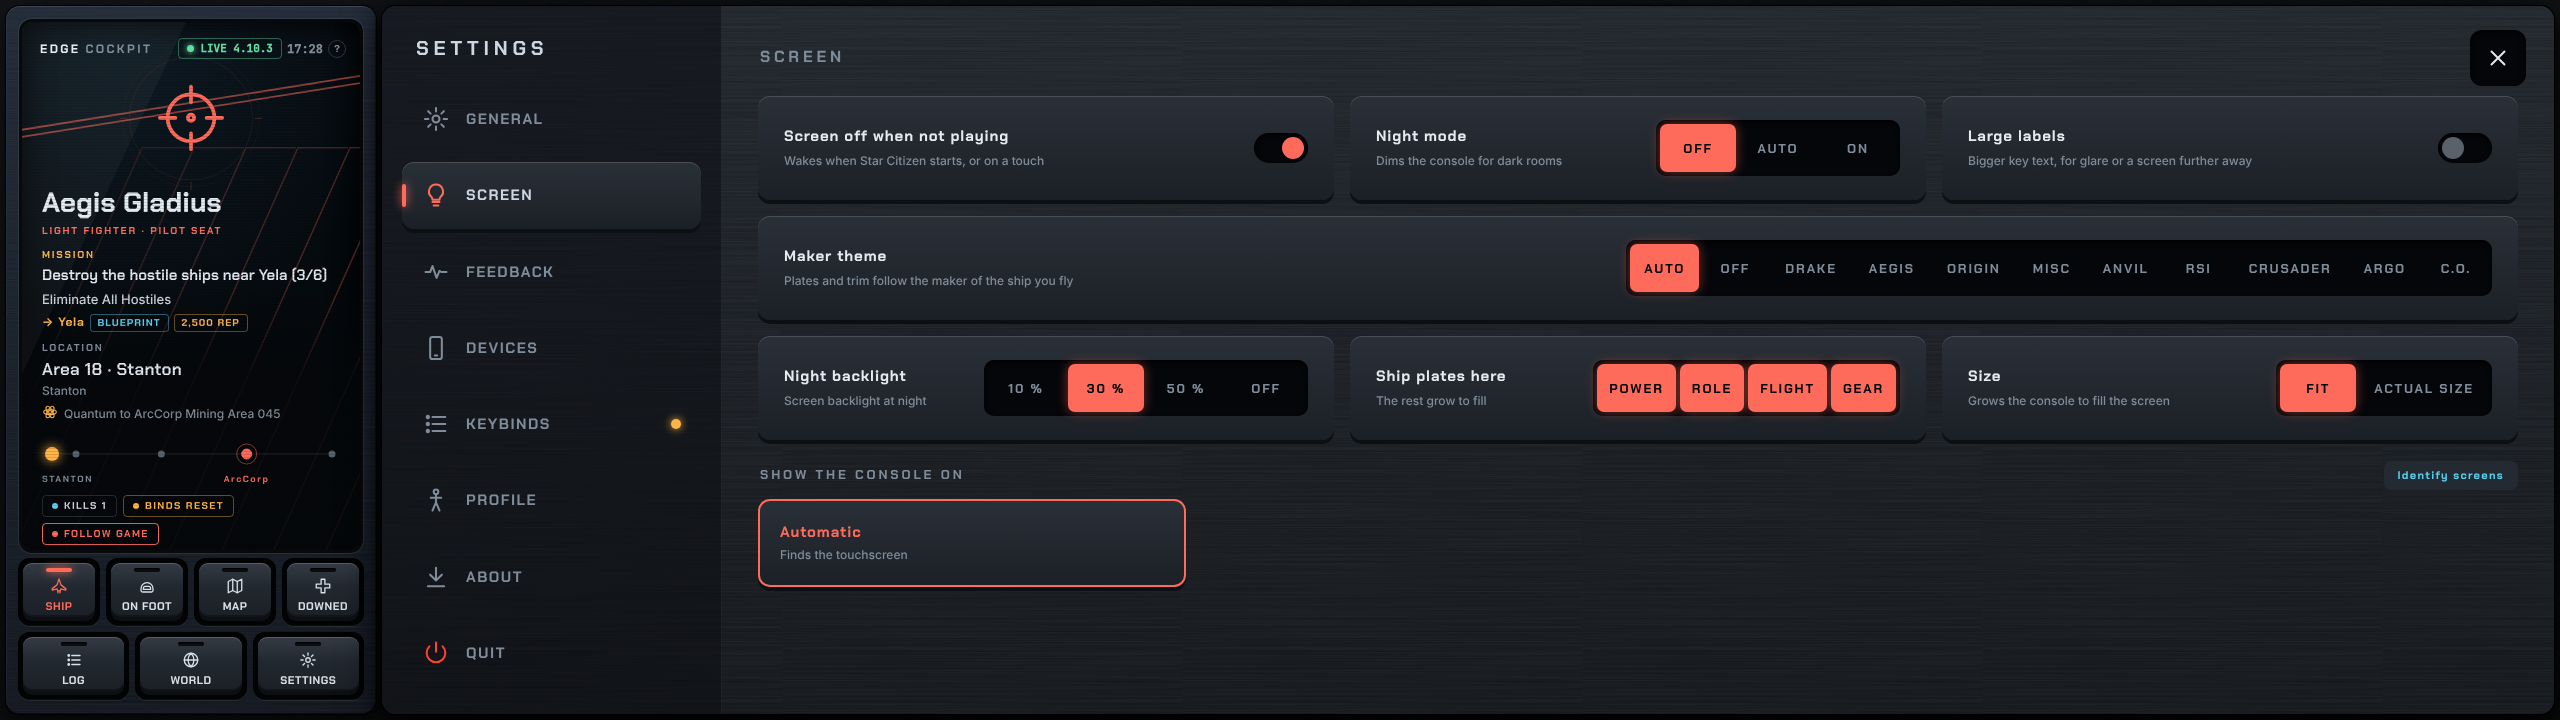 EDGE COCKPIT
LIVE 4.10.3
17:28
?
Aegis Gladius
LIGHT FIGHTER · PILOT SEAT
MISSION
Destroy the hostile ships near Yela (3/6)
Eliminate All Hostiles
→ Yela
BLUEPRINT
2,500 REP
LOCATION
Area 18 · Stanton
Stanton
Quantum to ArcCorp Mining Area 045
STANTON
ArcCorp
KILLS 1
BINDS RESET
FOLLOW GAME
SHIP
ON FOOT
MAP
DOWNED
LOG
WORLD
SETTINGS
SETTINGS
GENERAL
SCREEN
FEEDBACK
DEVICES
KEYBINDS
PROFILE
ABOUT
QUIT
SCREEN
Screen off when not playing
Wakes when Star Citizen starts, or on a touch
Night mode
Dims the console for dark rooms
OFF
AUTO
ON
Large labels
Bigger key text, for glare or a screen further away
Maker theme
Plates and trim follow the maker of the ship you fly
AUTO
OFF
DRAKE
AEGIS
ORIGIN
MISC
ANVIL
RSI
CRUSADER
ARGO
C.O.
Night backlight
Screen backlight at night
10 %
30 %
50 %
OFF
Ship plates here
The rest grow to fill
POWER
ROLE
FLIGHT
GEAR
Size
Grows the console to fill the screen
FIT
ACTUAL SIZE
SHOW THE CONSOLE ON
Identify screens
Automatic
Finds the touchscreen